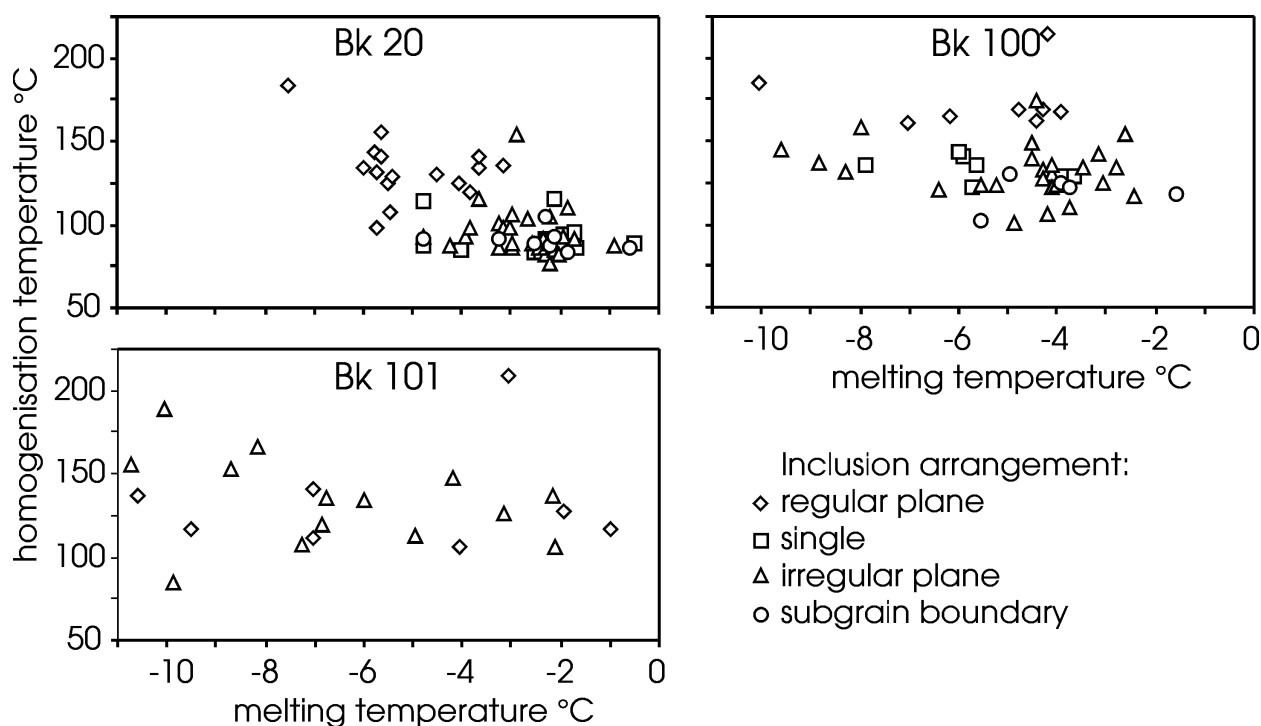 Bk 20
200
150
100
50
homogenisation temperature °C
Bk 100
-10 -8 -6 -4 -2 0
melting temperature °C
Bk 101
200
150
100
50
-10 -8 -6 -4 -2 0
melting temperature °C
Inclusion arrangement:
regular plane
single
irregular plane
subgrain boundary